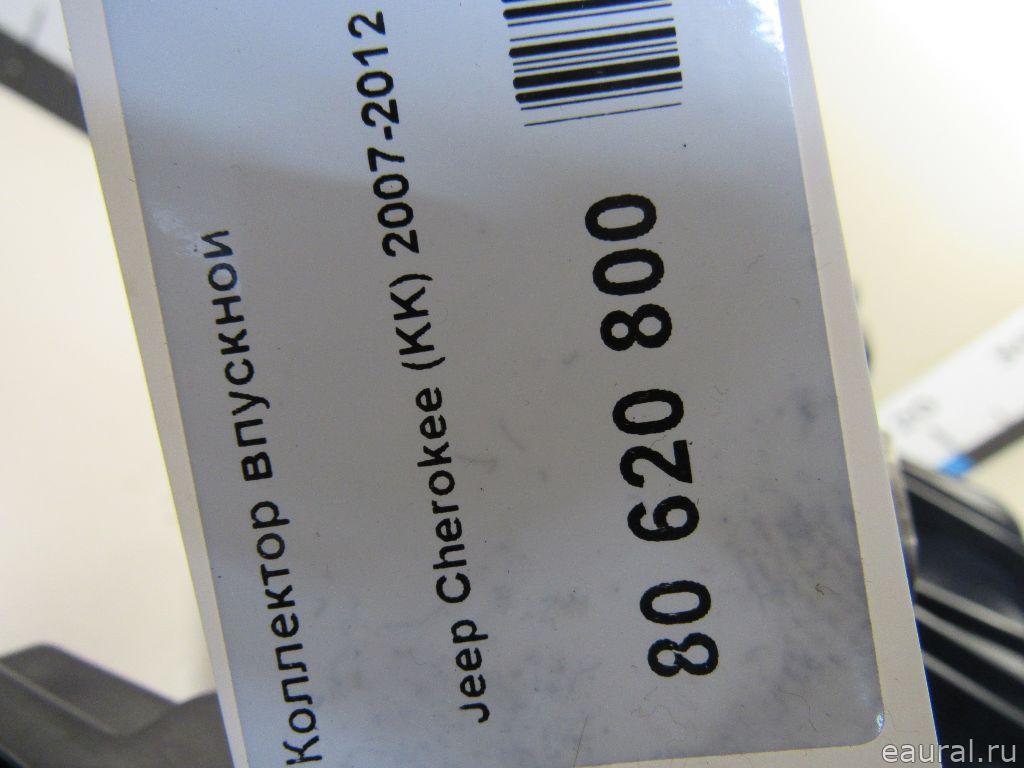 Коллектор впускной
Jeep Cherokee (KK) 2007-2012
80 620 800
eaural.ru